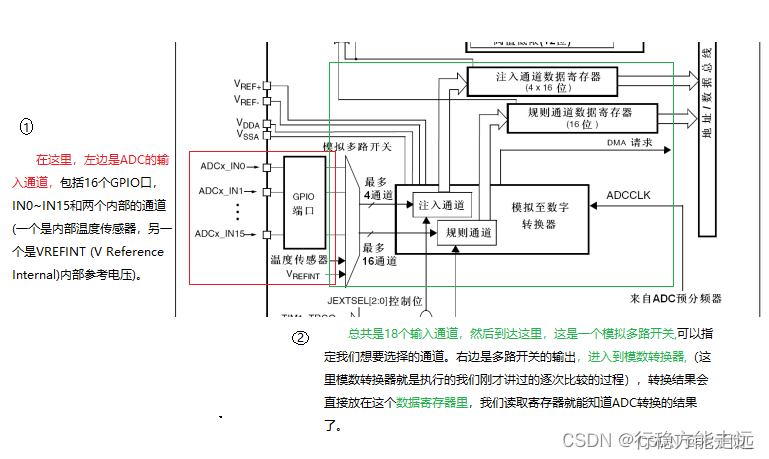 阈值低限(12位)
注入通道数据寄存器
(4 x 16 位)
规则通道数据寄存器
(16 位)
地址/数据总线
DMA 请求
VREF+
VREF-
VDDA
VSSA
模拟多路开关
ADCx_IN0
ADCx_IN1
ADCx_IN15
GPIO
端口
温度传感器
VREFINT
最多
4通道
最多
16通道
注入通道
规则通道
模拟至数字
转换器
ADCCLK
来自ADC预分频器
JEXTSEL[2:0]控制位
①
在这里，左边是ADC的输
入通道，包括16个GPIO口，
IN0~IN15和两个内部的通道
(一个是内部温度传感器，另一
个是VREFINT (V Reference
Internal)内部参考电压)。
②
总共是18个输入通道，然后到达这里，这是一个模拟多路开关,可以指
定我们想要选择的通道。右边是多路开关的输出，进入到模数转换器,（这
里模数转换器就是执行的我们刚才讲过的逐次比较的过程），转换结果会
直接放在这个数据寄存器里，我们读取寄存器就能知道ADC转换的结果
了。
CSDN @行稳方能走远